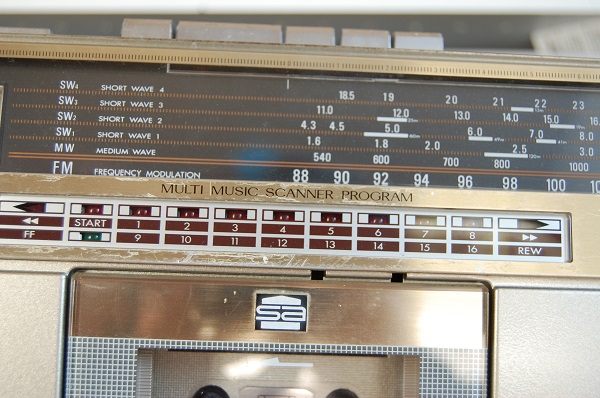 SW4 SHORT WAVE 4 18.5 19 20 21 22 23
SW3 SHORT WAVE 3 11.0 12.0 13.0 14.0 15.0 16
SW2 SHORT WAVE 2 4.3 4.5 5.0 6.0 7.0 8.0
SW1 SHORT WAVE 1 1.6 1.8 2.0 2.5 3.0
MW MEDIUM WAVE 540 600 700 800 1000
FM FREQUENCY MODULATION 88 90 92 94 96 98 100 10
MULTI MUSIC SCANNER PROGRAM
START 1 2 3 4 5 6 7 8
FF 9 10 11 12 13 14 15 16 REW
sa